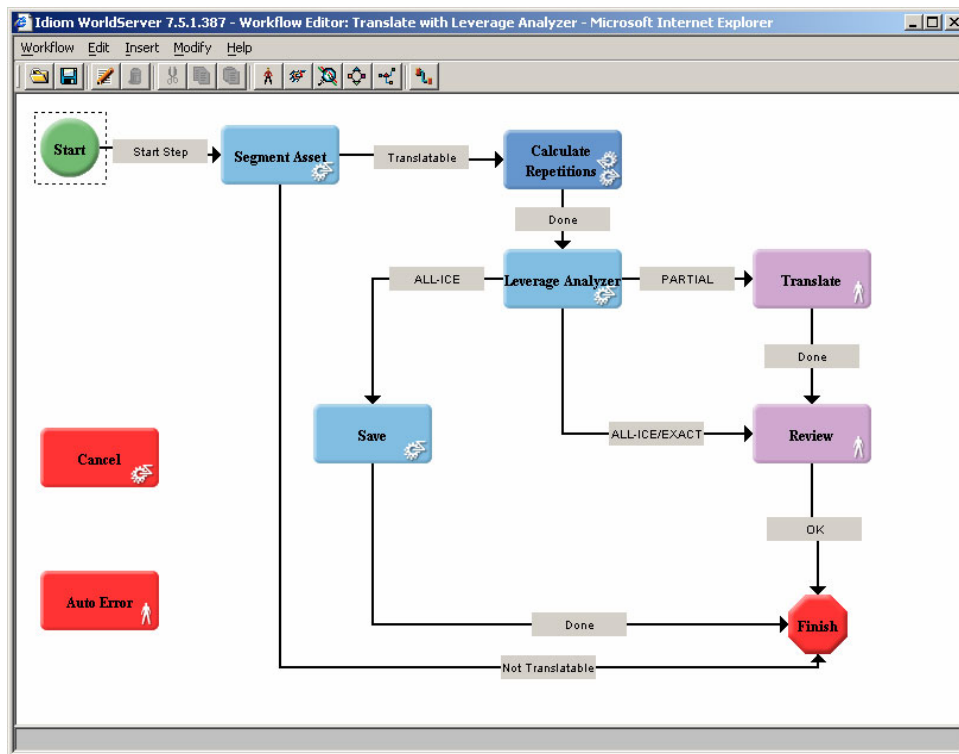 Idiom WorldServer 7.5.1.387 - Workflow Editor: Translate with Leverage Analyzer - Microsoft Internet Explorer
Workflow Edit Insert Modify Help
Start
Start Step
Segment Asset
Translatable
Calculate
Repetitions
Done
ALL-ICE
Leverage Analyzer
PARTIAL
Translate
Done
Save
ALL-ICE/EXACT
Review
Cancel
OK
Auto Error
Done
Finish
Not Translatable